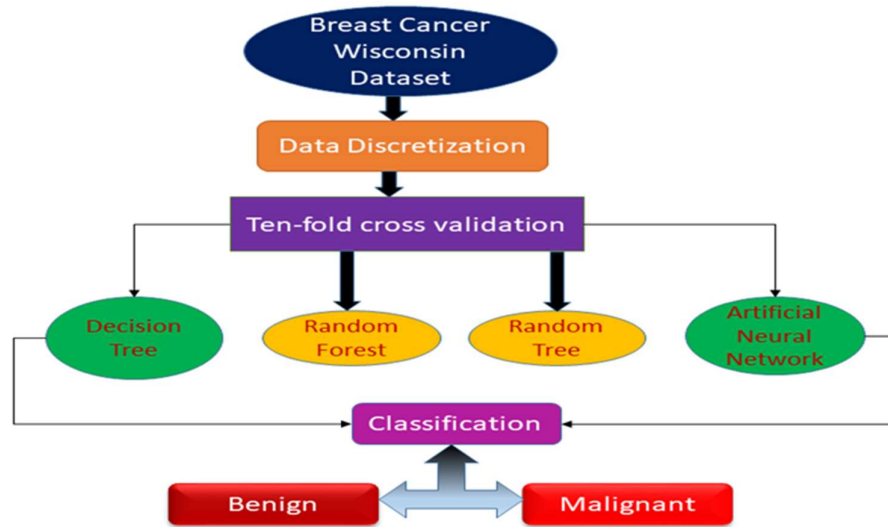 Breast Cancer
Wisconsin
Dataset
Data Discretization
Ten-fold cross validation
Decision
Tree
Random
Forest
Random
Tree
Artificial
Neural
Network
Classification
Benign
Malignant